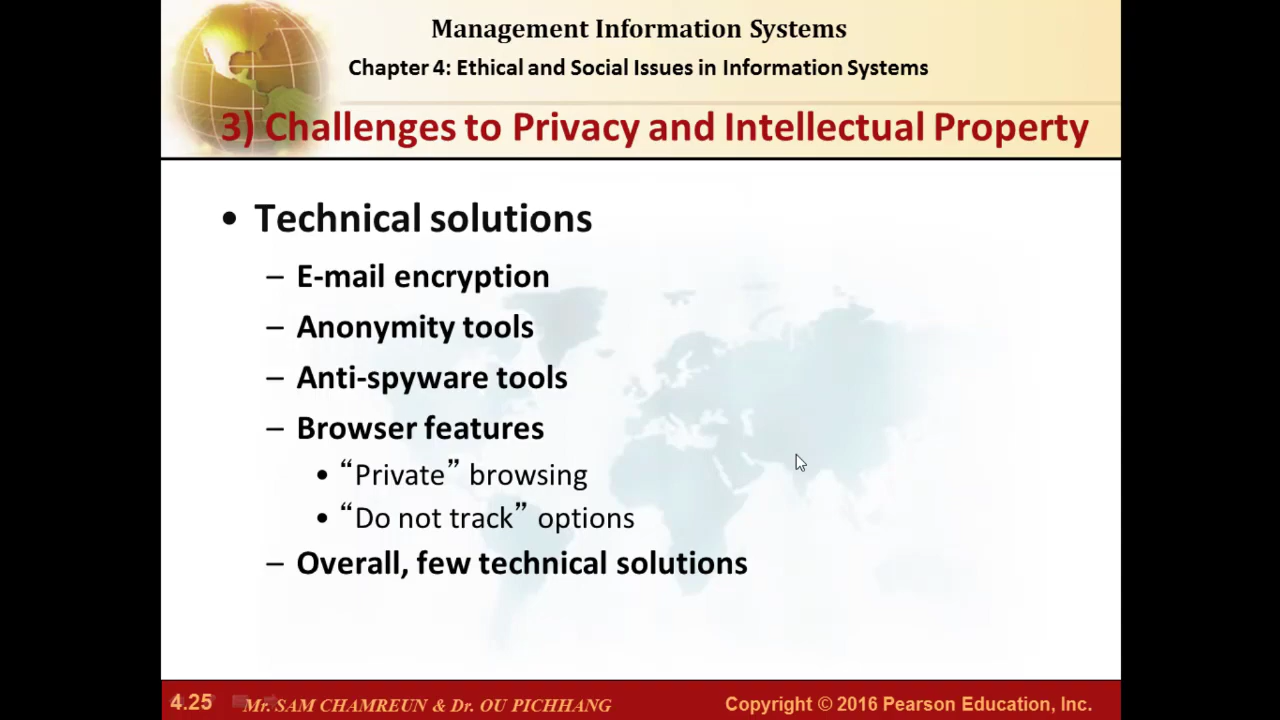 Management Information Systems
Chapter 4: Ethical and Social Issues in Information Systems
3) Challenges to Privacy and Intellectual Property
• Technical solutions
– E-mail encryption
– Anonymity tools
– Anti-spyware tools
– Browser features
• “Private” browsing
• “Do not track” options
– Overall, few technical solutions
4.25 Mr. SAM CHAMREUN & Dr. OU PICHHANG Copyright © 2016 Pearson Education, Inc.